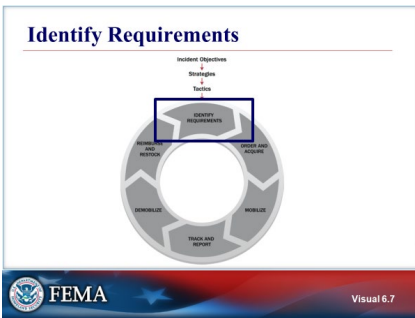 Identify Requirements
Incident Objectives
Strategies
Tactics
IDENTIFY
REQUIREMENTS
ORDER AND
ACQUIRE
MOBILIZE
TRACK AND
REPORT
DEMOBILIZE
REIMBURSE
AND
RESTOCK
FEMA
Visual 6.7